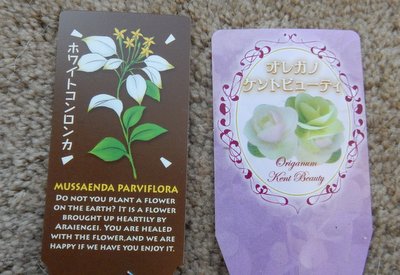 ホワイトコンロンカ
MUSSAENDA PARVIFLORA
DO NOT YOU PLANT A FLOWER
ON THE EARTH? IT IS A FLOWER
BROUGHT UP HEARTILY BY
ARAIENGEI. YOU ARE HEALED
WITH THE FLOWER,AND WE ARE
HAPPY IF WE HAVE YOU ENJOY IT.
オレガノ
ケントビューティ
Origanum
Kent Beauty